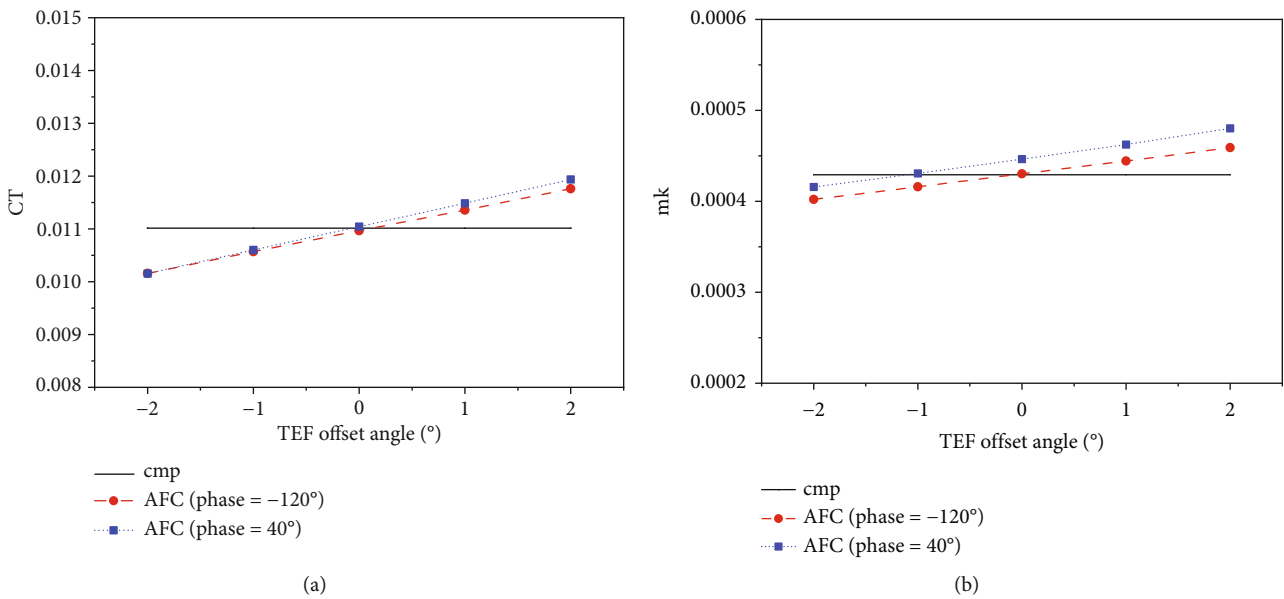 0.015
0.014
0.013
0.012
0.011
0.010
0.009
0.008
CT
−2 −1 0 1 2
TEF offset angle (°)
cmp
AFC (phase = −120°)
AFC (phase = 40°)
(a)
0.0006
0.0005
0.0004
0.0003
0.0002
mk
−2 −1 0 1 2
TEF offset angle (°)
cmp
AFC (phase = −120°)
AFC (phase = 40°)
(b)